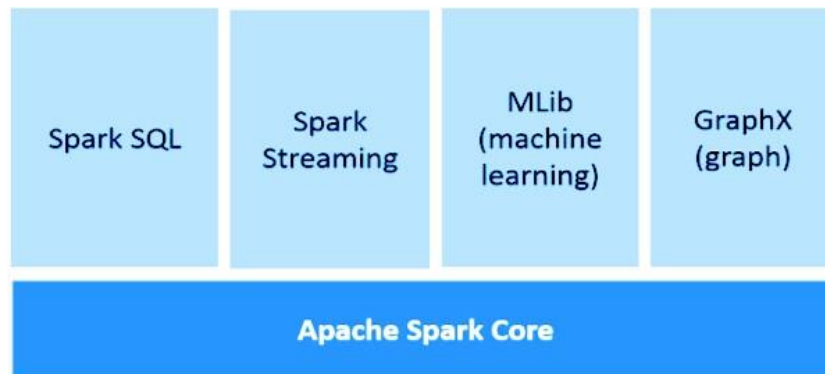 Spark SQL
Spark
Streaming
MLib
(machine
learning)
GraphX
(graph)
Apache Spark Core